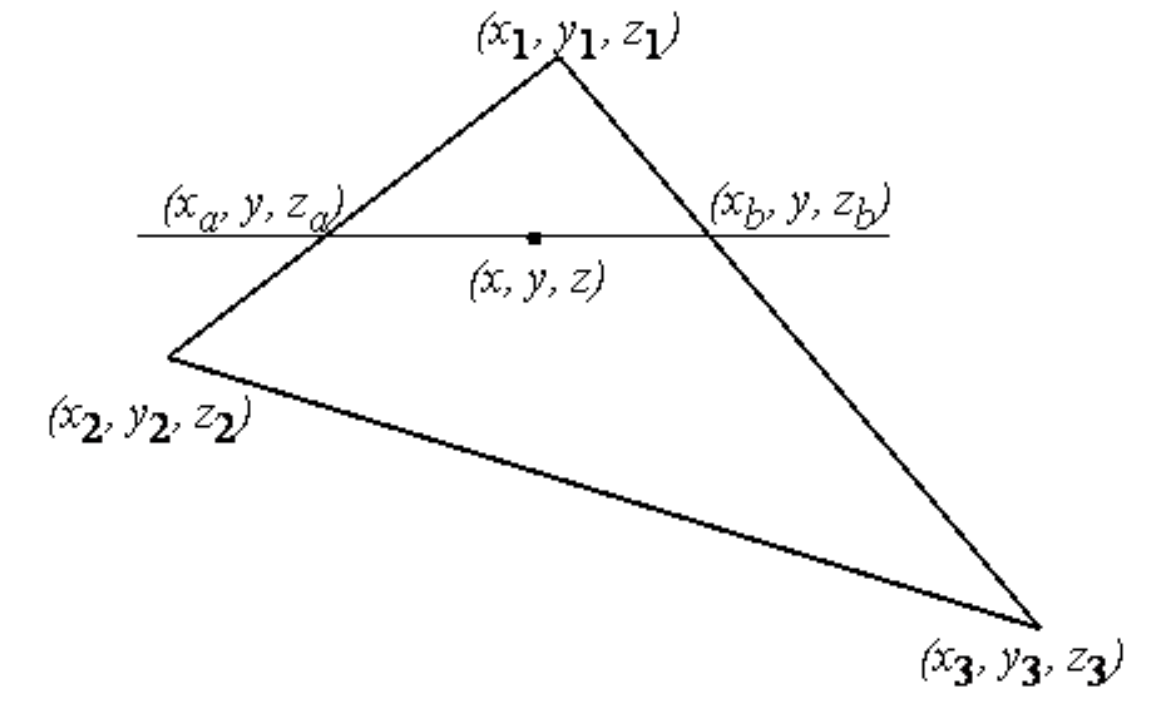 (x1, y1, z1)
(xa, y, za) (xb, y, zb)
(x, y, z)
(x2, y2, z2)
(x3, y3, z3)